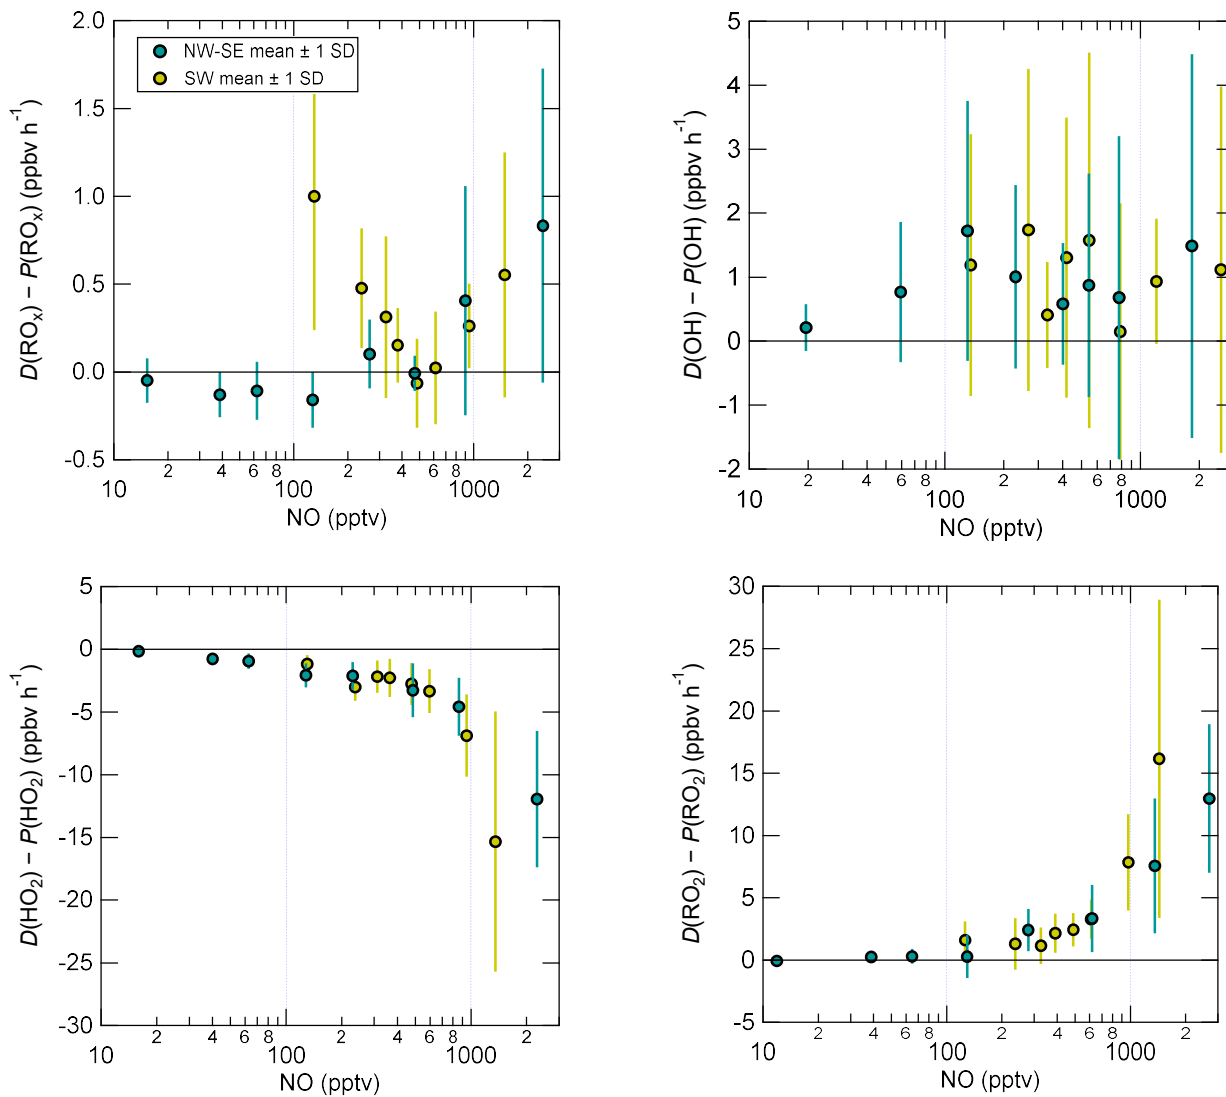 2.0
1.5
1.0
0.5
0.0
-0.5
D(ROx) − P(ROx) (ppbv h-1)
NW-SE mean ± 1 SD
SW mean ± 1 SD
2 4 6 8 2 4 6 8 2
10 100 1000
NO (pptv)
5
4
3
2
1
0
-1
-2
D(OH) − P(OH) (ppbv h-1)
2 4 6 8 2 4 6 8 2
10 100 1000
NO (pptv)
5
0
-5
-10
-15
-20
-25
-30
D(HO2) − P(HO2) (ppbv h-1)
2 4 6 8 2 4 6 8 2
10 100 1000
NO (pptv)
30
25
20
15
10
5
0
-5
D(RO2) − P(RO2) (ppbv h-1)
2 4 6 8 2 4 6 8 2
10 100 1000
NO (pptv)